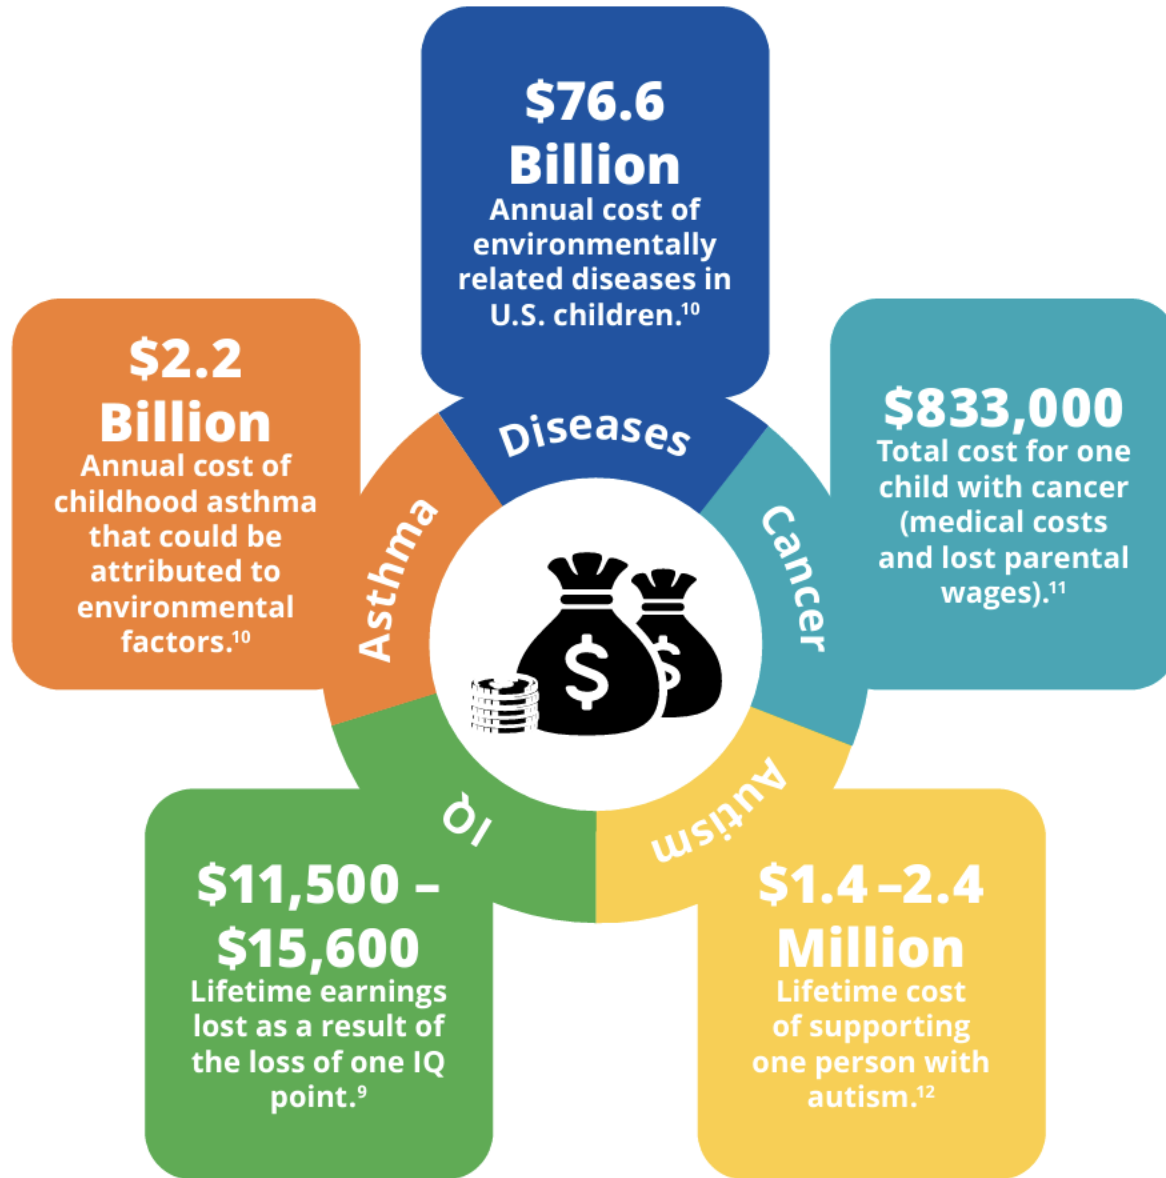 $76.6
Billion
Annual cost of
environmentally
related diseases in
U.S. children.¹⁰
$2.2
Billion
Annual cost of
childhood asthma
that could be
attributed to
environmental
factors.¹⁰
$833,000
Total cost for one
child with cancer
(medical costs
and lost parental
wages).¹¹
Diseases
Asthma
Cancer
IQ
Autism
$ $
$11,500 –
$15,600
Lifetime earnings
lost as a result of
the loss of one IQ
point.⁹
$1.4–2.4
Million
Lifetime cost
of supporting
one person with
autism.¹²